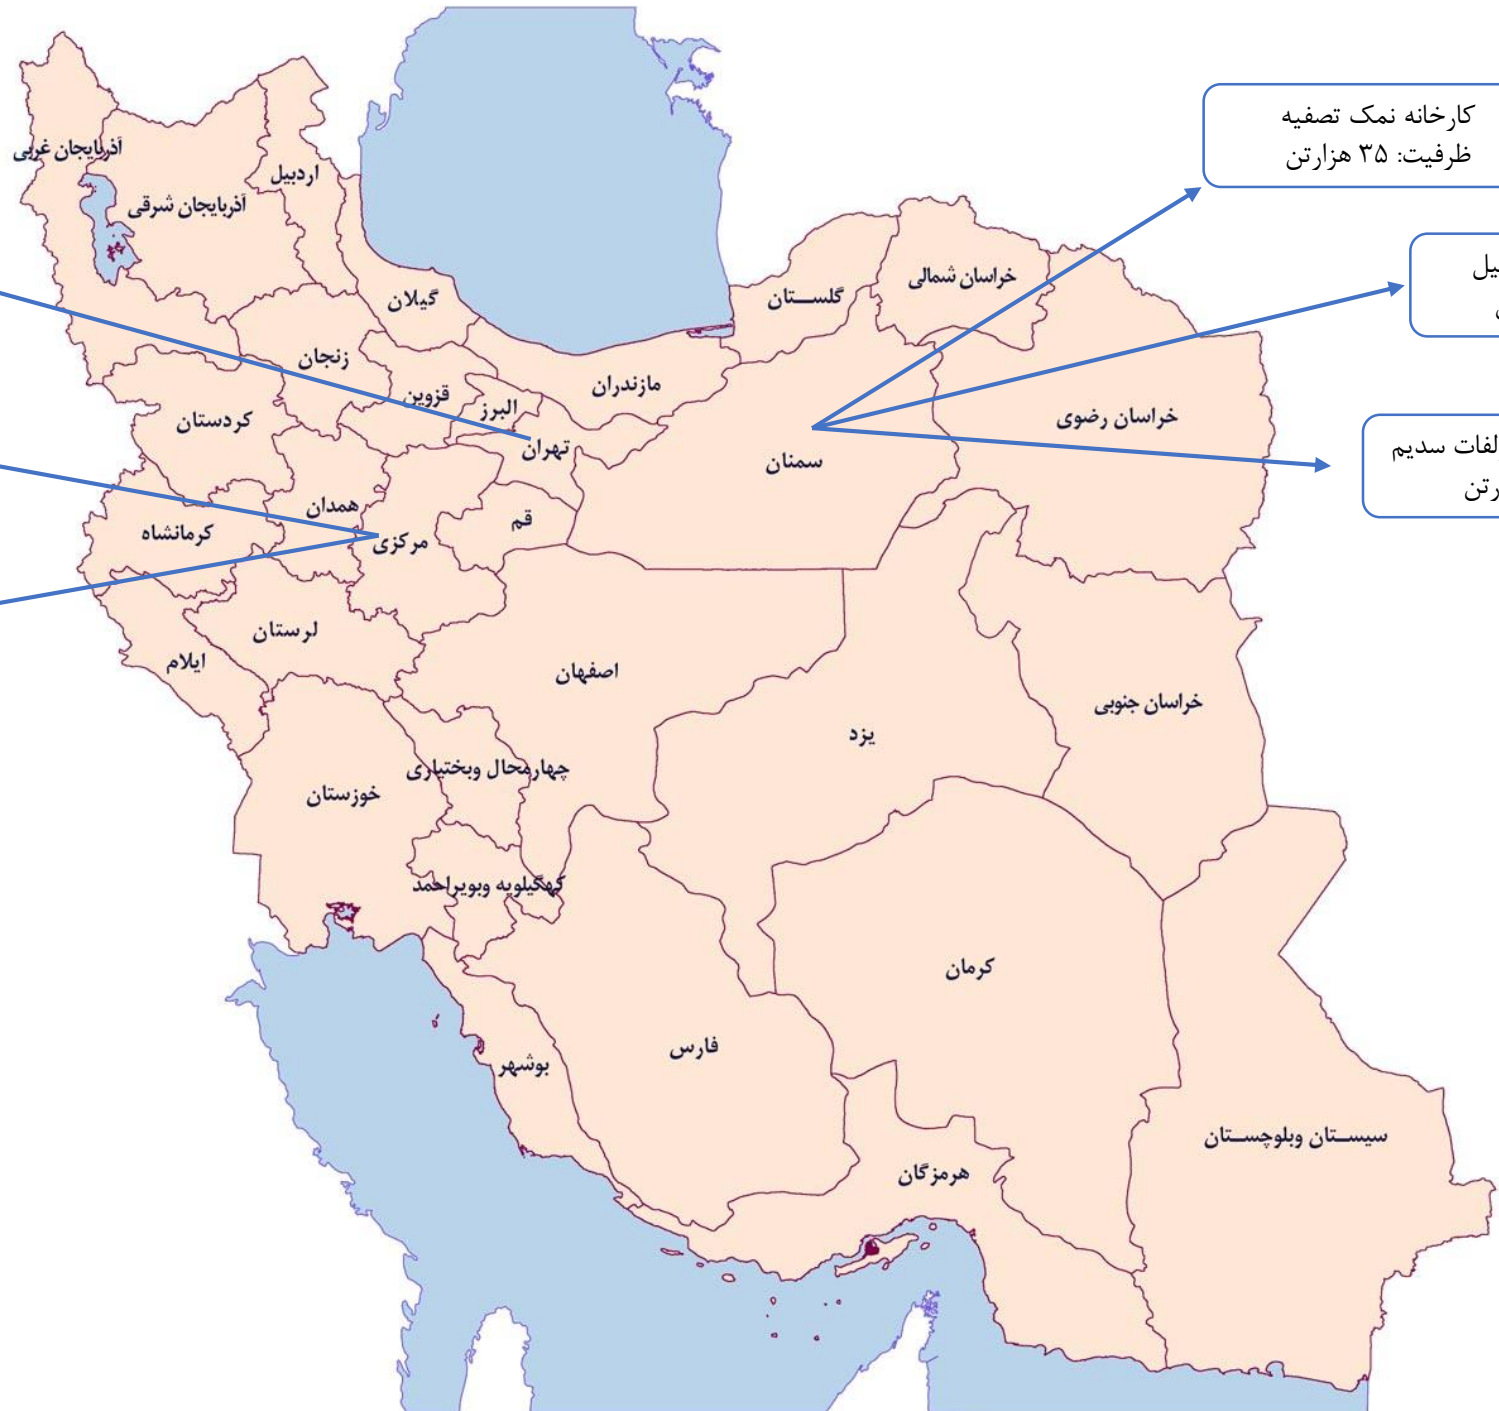 کارخانه نمک تصفیه
ظرفیت: ۳۵ هزارتن
آذربایجان غربی
اردبیل
آذربایجان شرقی
گیلان
گلستان
خراسان شمالی
زنجان
مازندران
قزوین
البرز
کردستان
خراسان رضوی
تهران
سمنان
سدیم
همدان
قم
کرمانشاه
مرکزی
لرستان
ایلام
اصفهان
خراسان جنوبی
یزد
چهارمحال وبختیاری
خوزستان
کهگیلویه وبویراحمد
کرمان
فارس
بوشهر
سیستان وبلوچستان
هرمزگان